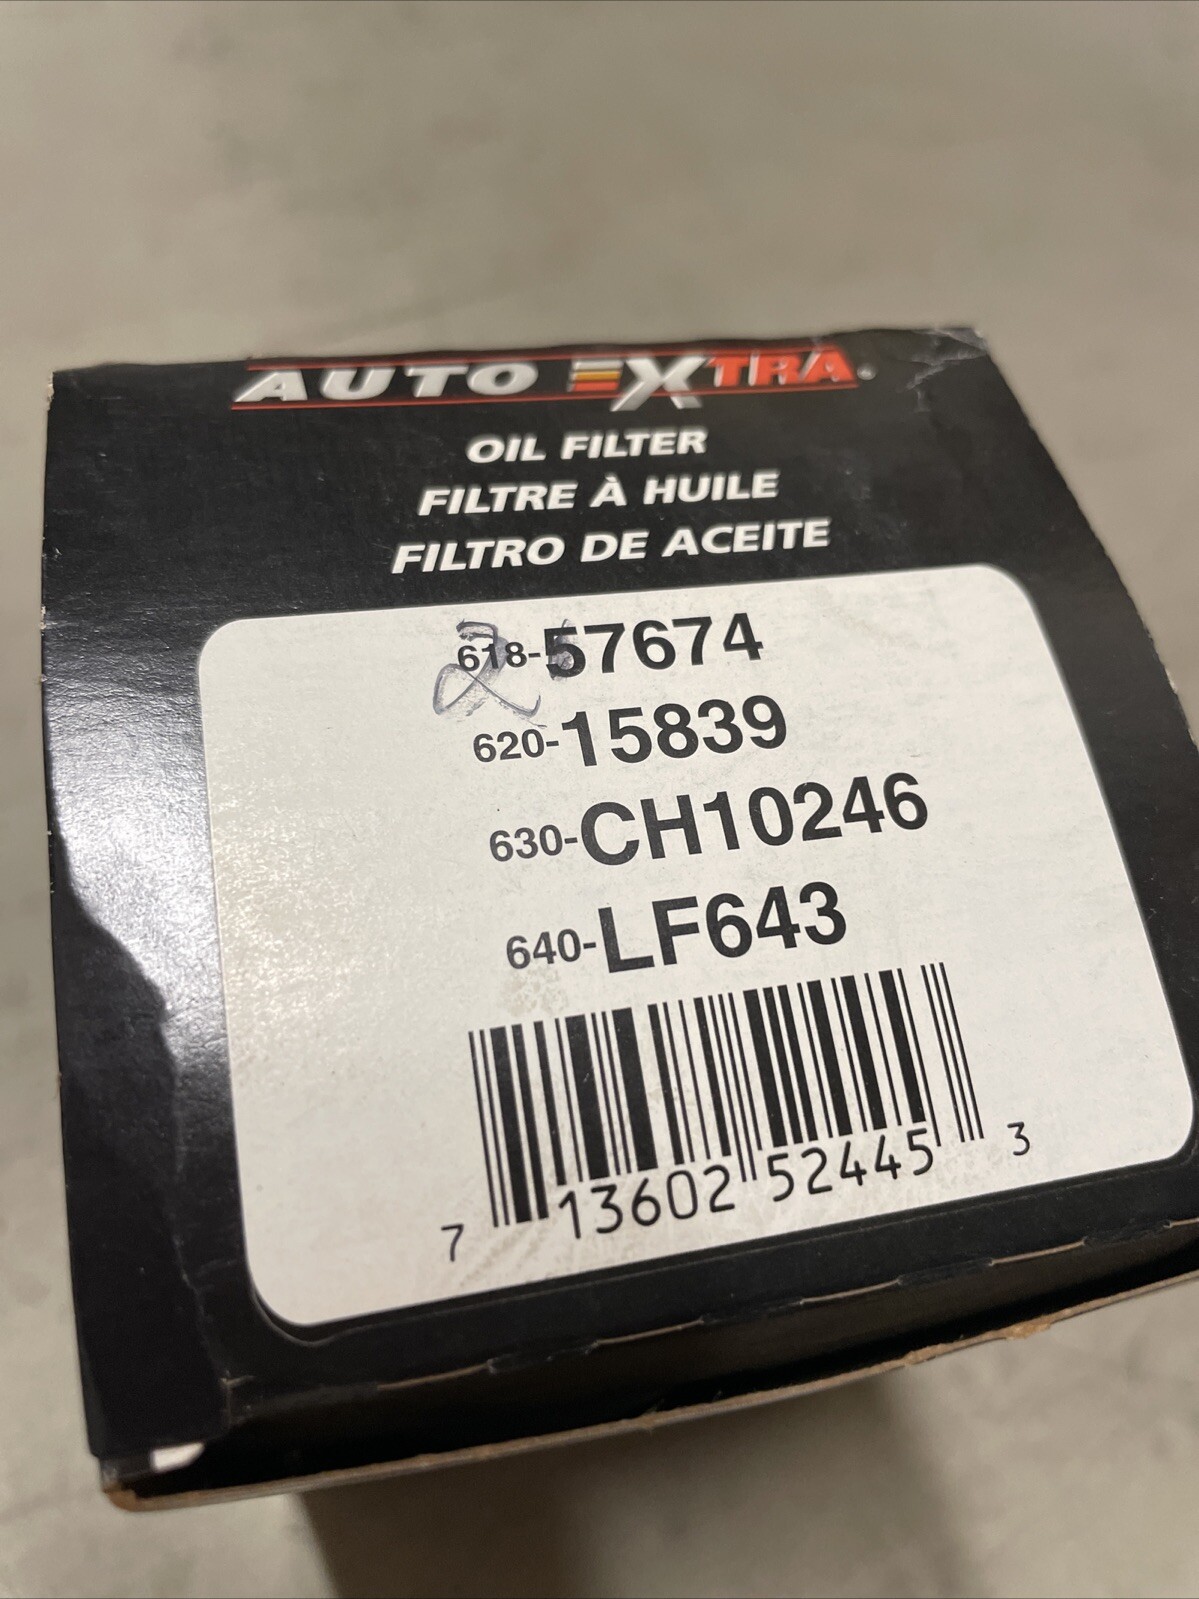 AUTO EXTRA®
OIL FILTER
FILTRE À HUILE
FILTRO DE ACEITE
618-57674
2
620-15839
630-CH10246
640-LF643
7 13602 52445 3